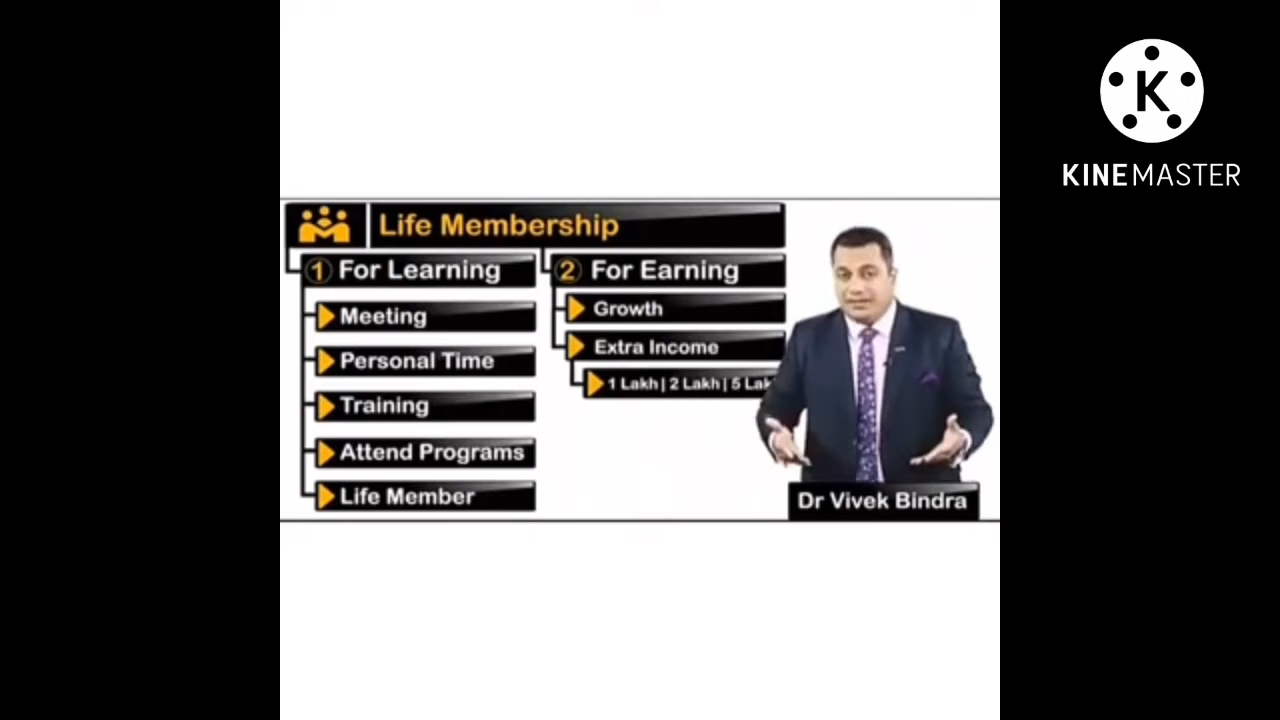 K
KINEMASTER
Life Membership
1 For Learning
Meeting
Personal Time
Training
Attend Programs
Life Member
2 For Earning
Growth
Extra Income
1 Lakh | 2 Lakh | 5
Dr Vivek Bindra